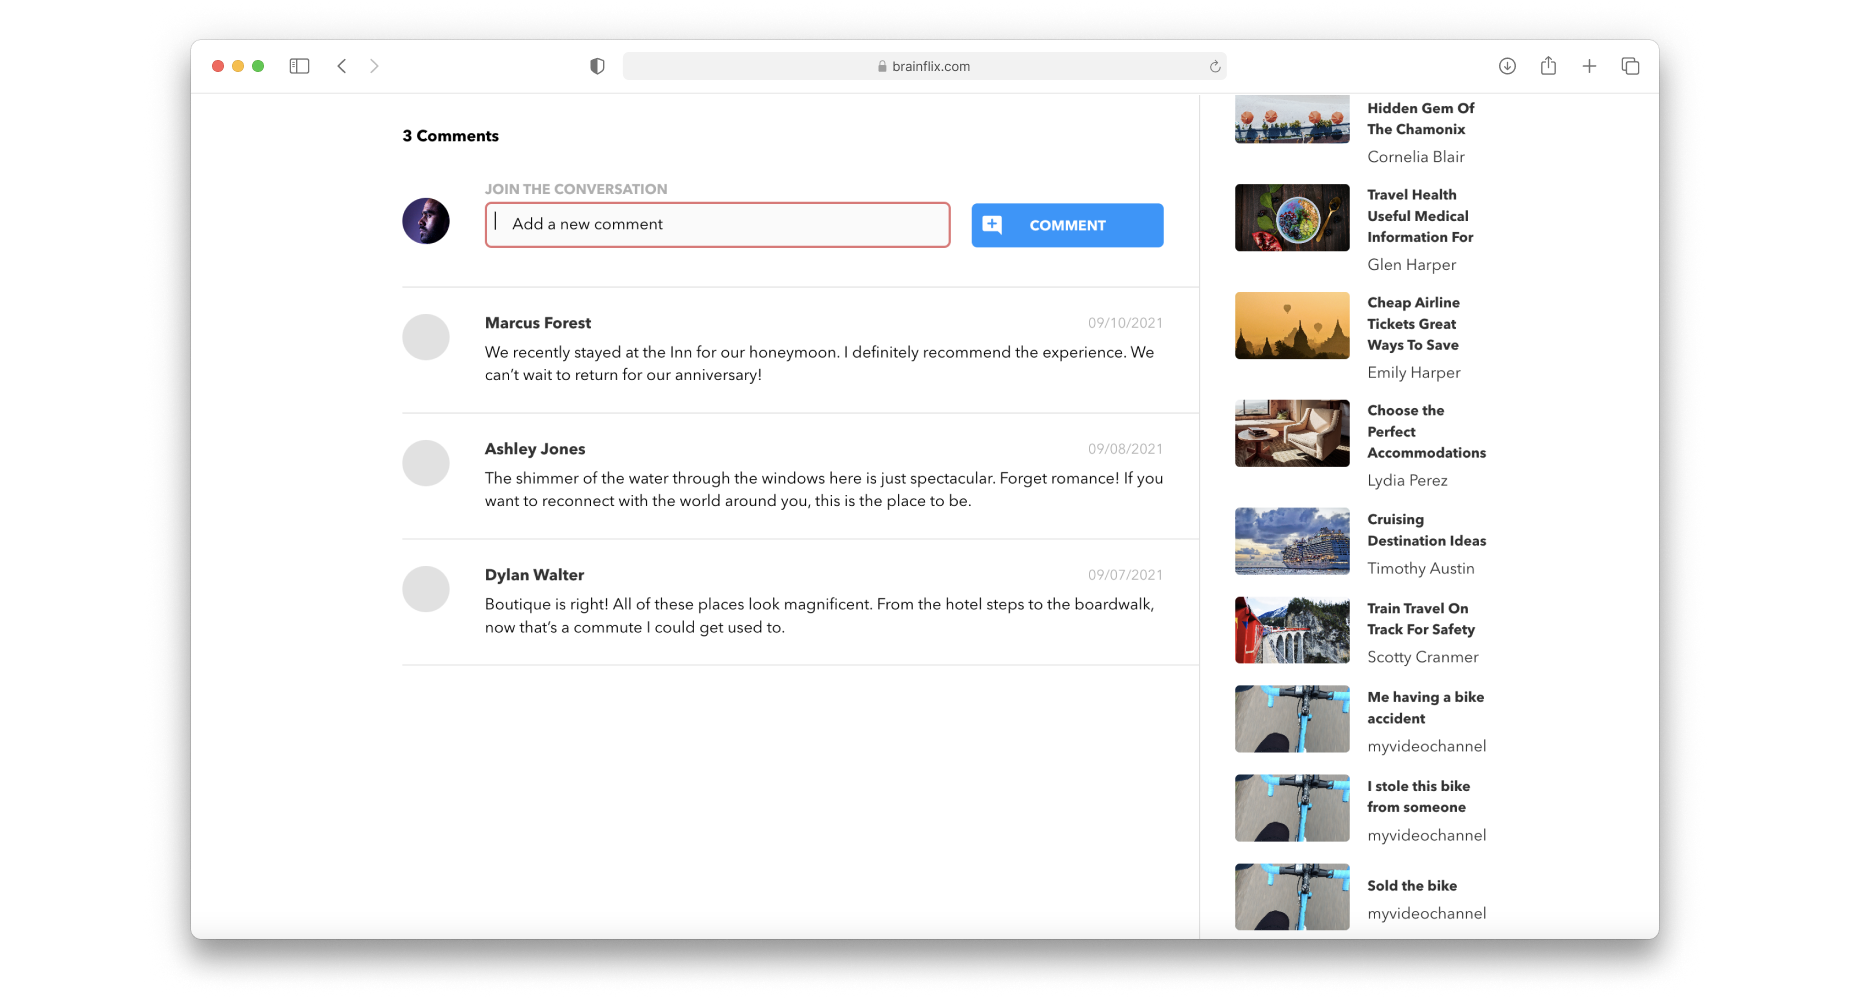 brainflix.com
3 Comments
JOIN THE CONVERSATION
Add a new comment
COMMENT
Marcus Forest
09/10/2021
We recently stayed at the Inn for our honeymoon. I definitely recommend the experience. We
can’t wait to return for our anniversary!
Ashley Jones
09/08/2021
The shimmer of the water through the windows here is just spectacular. Forget romance! If you
want to reconnect with the world around you, this is the place to be.
Dylan Walter
09/07/2021
Boutique is right! All of these places look magnificent. From the hotel steps to the boardwalk,
now that’s a commute I could get used to.
Hidden Gem Of
The Chamonix
Cornelia Blair
Travel Health
Useful Medical
Information For
Glen Harper
Cheap Airline
Tickets Great
Ways To Save
Emily Harper
Choose the
Perfect
Accommodations
Lydia Perez
Cruising
Destination Ideas
Timothy Austin
Train Travel On
Track For Safety
Scotty Cranmer
Me having a bike
accident
myvideochannel
I stole this bike
from someone
myvideochannel
Sold the bike
myvideochannel